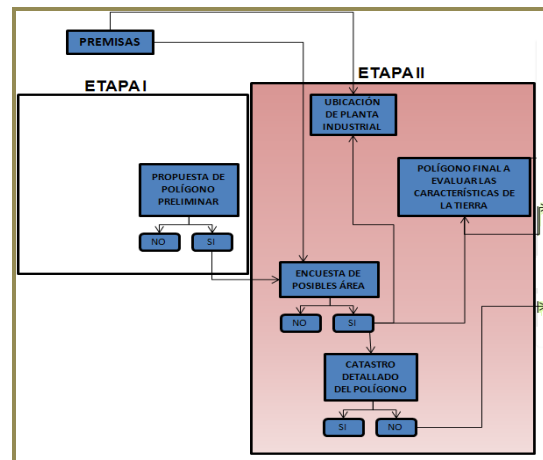 PREMISAS
ETAPA I
ETAPA II
UBICACIÓN
DE PLANTA
INDUSTRIAL
PROPUESTA DE
POLÍGONO
PRELIMINAR
NO
SI
POLÍGONO FINAL A
EVALUAR LAS
CARACTERÍSTICAS DE
LA TIERRA
ENCUESTA DE
POSIBLES ÁREA
NO
SI
CATASTRO
DETALLADO
DEL POLÍGONO
SI
NO